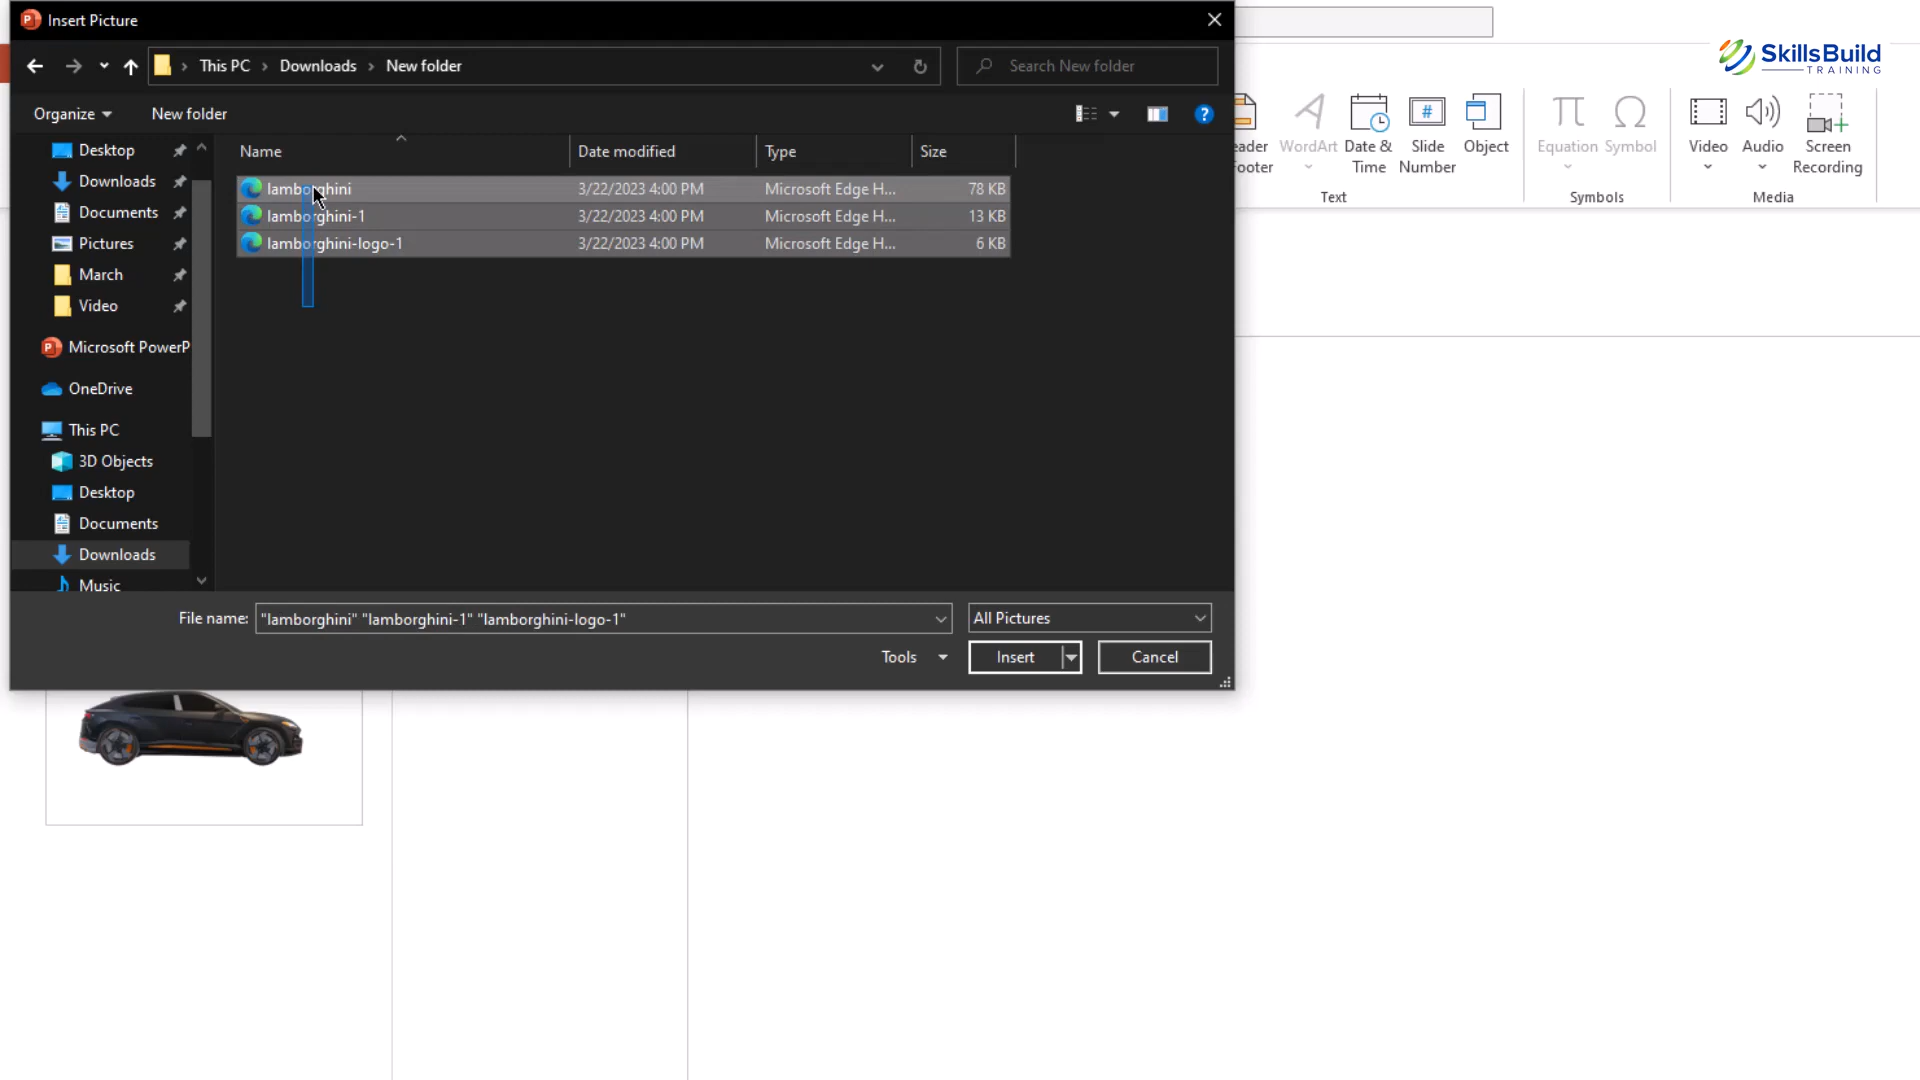 Insert Picture
This PC > Downloads > New folder
Search New folder
SkillsBuild
TRAINING
Organize
New folder
Name
Date modified
Type
Size
lamborghini 3/22/2023 4:00 PM Microsoft Edge H... 78 KB
lamborghini-1 3/22/2023 4:00 PM Microsoft Edge H... 13 KB
lamborghini-logo-1 3/22/2023 4:00 PM Microsoft Edge H... 6 KB
Desktop
Downloads
Documents
Pictures
March
Video
Microsoft PowerP
OneDrive
This PC
3D Objects
Desktop
Documents
Downloads
Music
File name: "lamborghini" "lamborghini-1" "lamborghini-logo-1"
All Pictures
Tools
Insert
Cancel
eader
ooter
WordArt
Date &
Time
Slide
Number
Object
Text
Equation
Symbol
Symbols
Video
Audio
Screen
Recording
Media